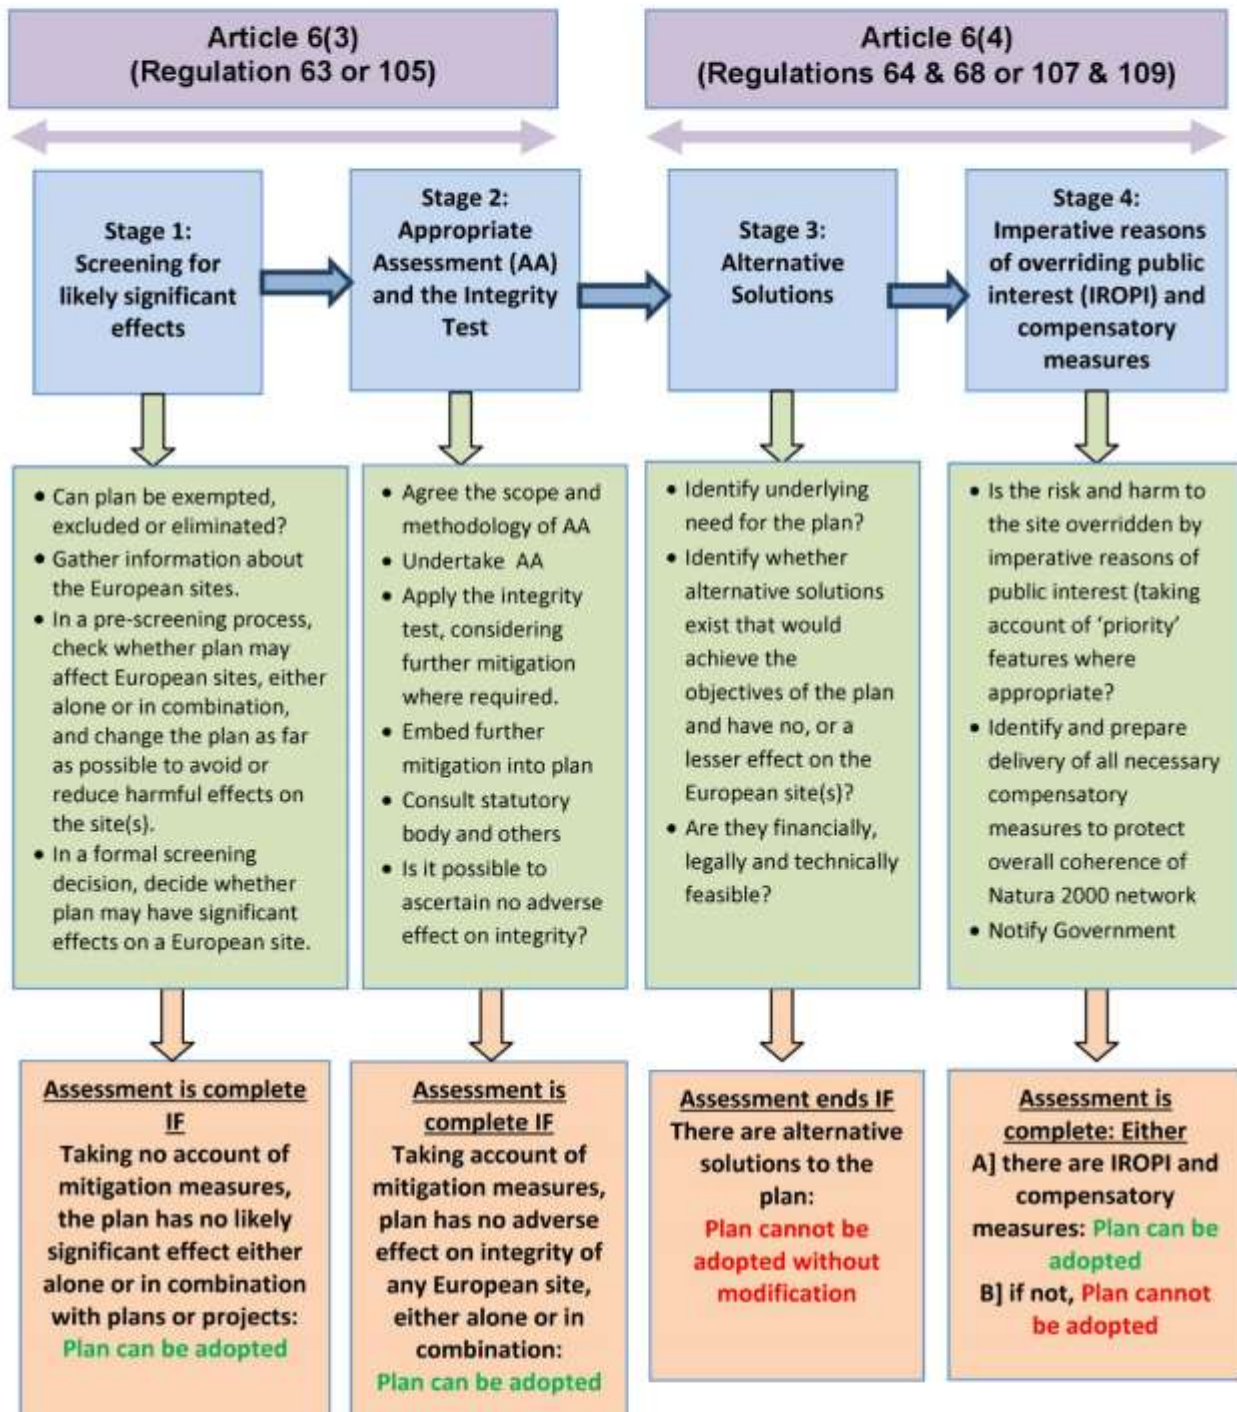 Article 6(3)
(Regulation 63 or 105)
Article 6(4)
(Regulations 64 & 68 or 107 & 109)
Stage 1:
Screening for
likely significant
effects
Stage 2:
Appropriate
Assessment (AA)
and the Integrity
Test
Stage 3:
Alternative
Solutions
Stage 4:
Imperative reasons
of overriding public
interest (IROPI) and
compensatory
measures
• Can plan be exempted,
excluded or eliminated?
• Gather information about
the European sites.
• In a pre-screening process,
check whether plan may
affect European sites, either
alone or in combination,
and change the plan as far
as possible to avoid or
reduce harmful effects on
the site(s).
• In a formal screening
decision, decide whether
plan may have significant
effects on a European site.
• Agree the scope and
methodology of AA
• Undertake AA
• Apply the integrity
test, considering
further mitigation
where required.
• Embed further
mitigation into plan
• Consult statutory
body and others
• Is it possible to
ascertain no adverse
effect on integrity?
• Identify underlying
need for the plan?
• Identify whether
alternative solutions
exist that would
achieve the
objectives of the plan
and have no, or a
lesser effect on the
European site(s)?
• Are they financially,
legally and technically
feasible?
• Is the risk and harm to
the site overridden by
imperative reasons of
public interest (taking
account of ‘priority’
features where
appropriate?
• Identify and prepare
delivery of all necessary
compensatory
measures to protect
overall coherence of
Natura 2000 network
• Notify Government
Assessment is complete
IF
Taking no account of
mitigation measures,
the plan has no likely
significant effect either
alone or in combination
with plans or projects:
Plan can be adopted
Assessment is
complete IF
Taking account of
mitigation measures,
plan has no adverse
effect on integrity of
any European site,
either alone or in
combination:
Plan can be adopted
Assessment ends IF
There are alternative
solutions to the
plan:
Plan cannot be
adopted without
modification
Assessment is
complete: Either
A] there are IROPI and
compensatory
measures: Plan can be
adopted
B] if not, Plan cannot
be adopted